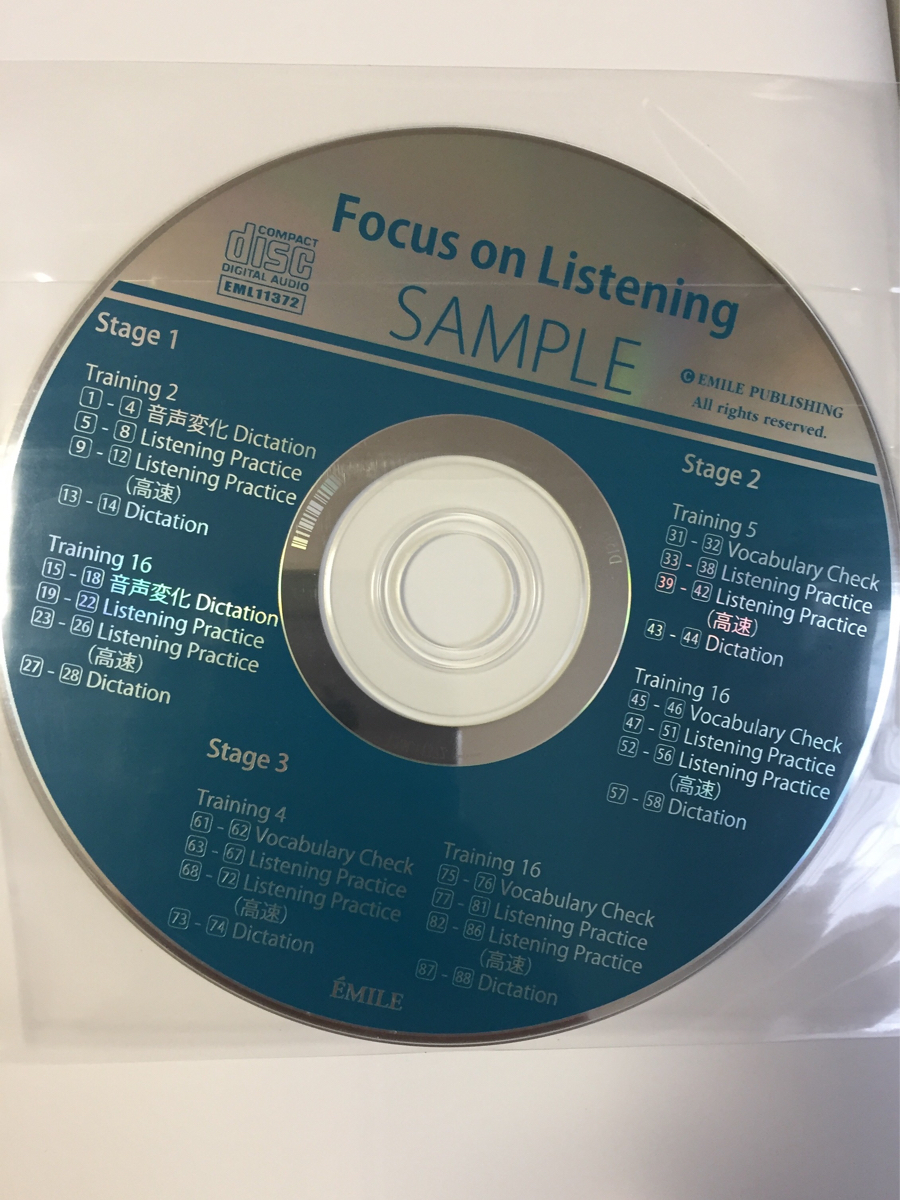 Focus on Listening
SAMPLE
COMPACT
disc
DIGITAL AUDIO
EML11372
© EMILE PUBLISHING
All rights reserved.
Stage 1
Training 2
1 - 4 音声変化 Dictation
5 - 8 Listening Practice
9 - 12 Listening Practice
(高速)
13 - 14 Dictation
Training 16
15 - 18 音声変化 Dictation
19 - 22 Listening Practice
23 - 26 Listening Practice
(高速)
27 - 28 Dictation
Stage 2
Training 5
31 - 32 Vocabulary Check
33 - 38 Listening Practice
39 - 42 Listening Practice
(高速)
43 - 44 Dictation
Training 16
45 - 46 Vocabulary Check
47 - 51 Listening Practice
52 - 56 Listening Practice
(高速)
57 - 58 Dictation
Stage 3
Training 4
61 - 62 Vocabulary Check
63 - 67 Listening Practice
68 - 72 Listening Practice
(高速)
73 - 74 Dictation
Training 16
75 - 76 Vocabulary Check
77 - 81 Listening Practice
82 - 86 Listening Practice
(高速)
87 - 88 Dictation
ÉMILE